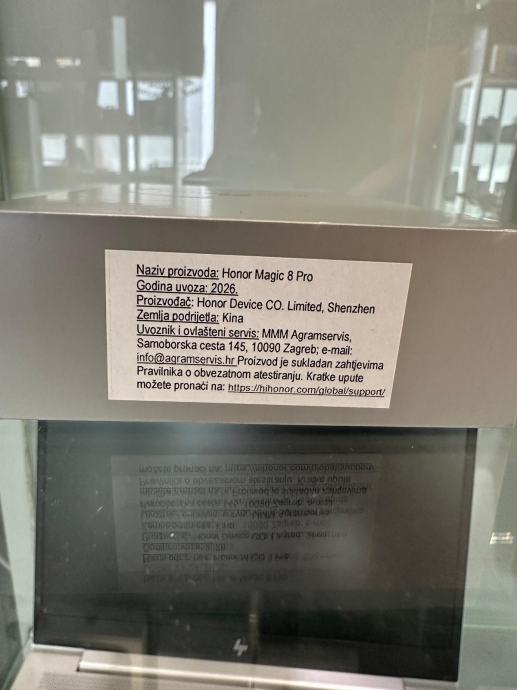 Naziv proizvoda: Honor Magic 8 Pro
Godina uvoza: 2026.
Proizvođač: Honor Device CO. Limited, Shenzhen
Zemlja podrijetla: Kina
Uvoznik i ovlašteni servis: MMM Agramservis,
Samoborska cesta 145, 10090 Zagreb; e-mail:
info@agramservis.hr Proizvod je sukladan zahtjevima
Pravilnika o obvezatnom atestiranju. Kratke upute
možete pronaći na: https://hihonor.com/global/support/
hp